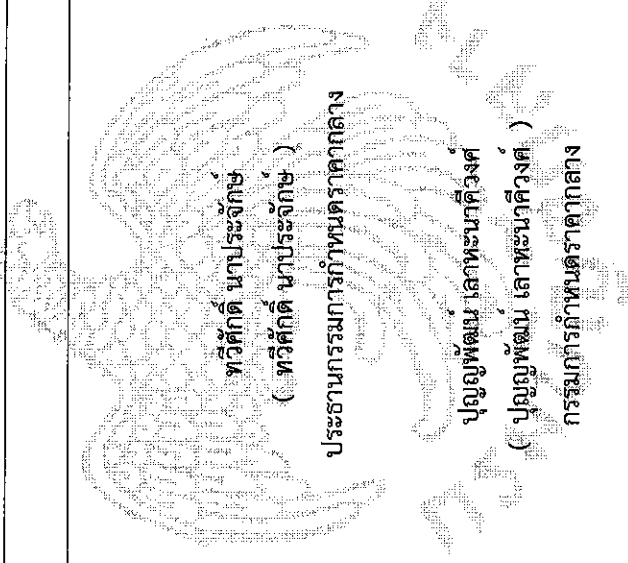 ทวีศักดิ์ นาประจักษ์
( ทวีศักดิ์ นาประจักษ์ )
ประธานกรรมการกำหนดราคากลาง
ปุญญพัฒน์ เลาหะนาคีวงศ์
( ปุญญพัฒน์ เลาหะนาคีวงศ์ )
กรรมการกำหนดราคากลาง